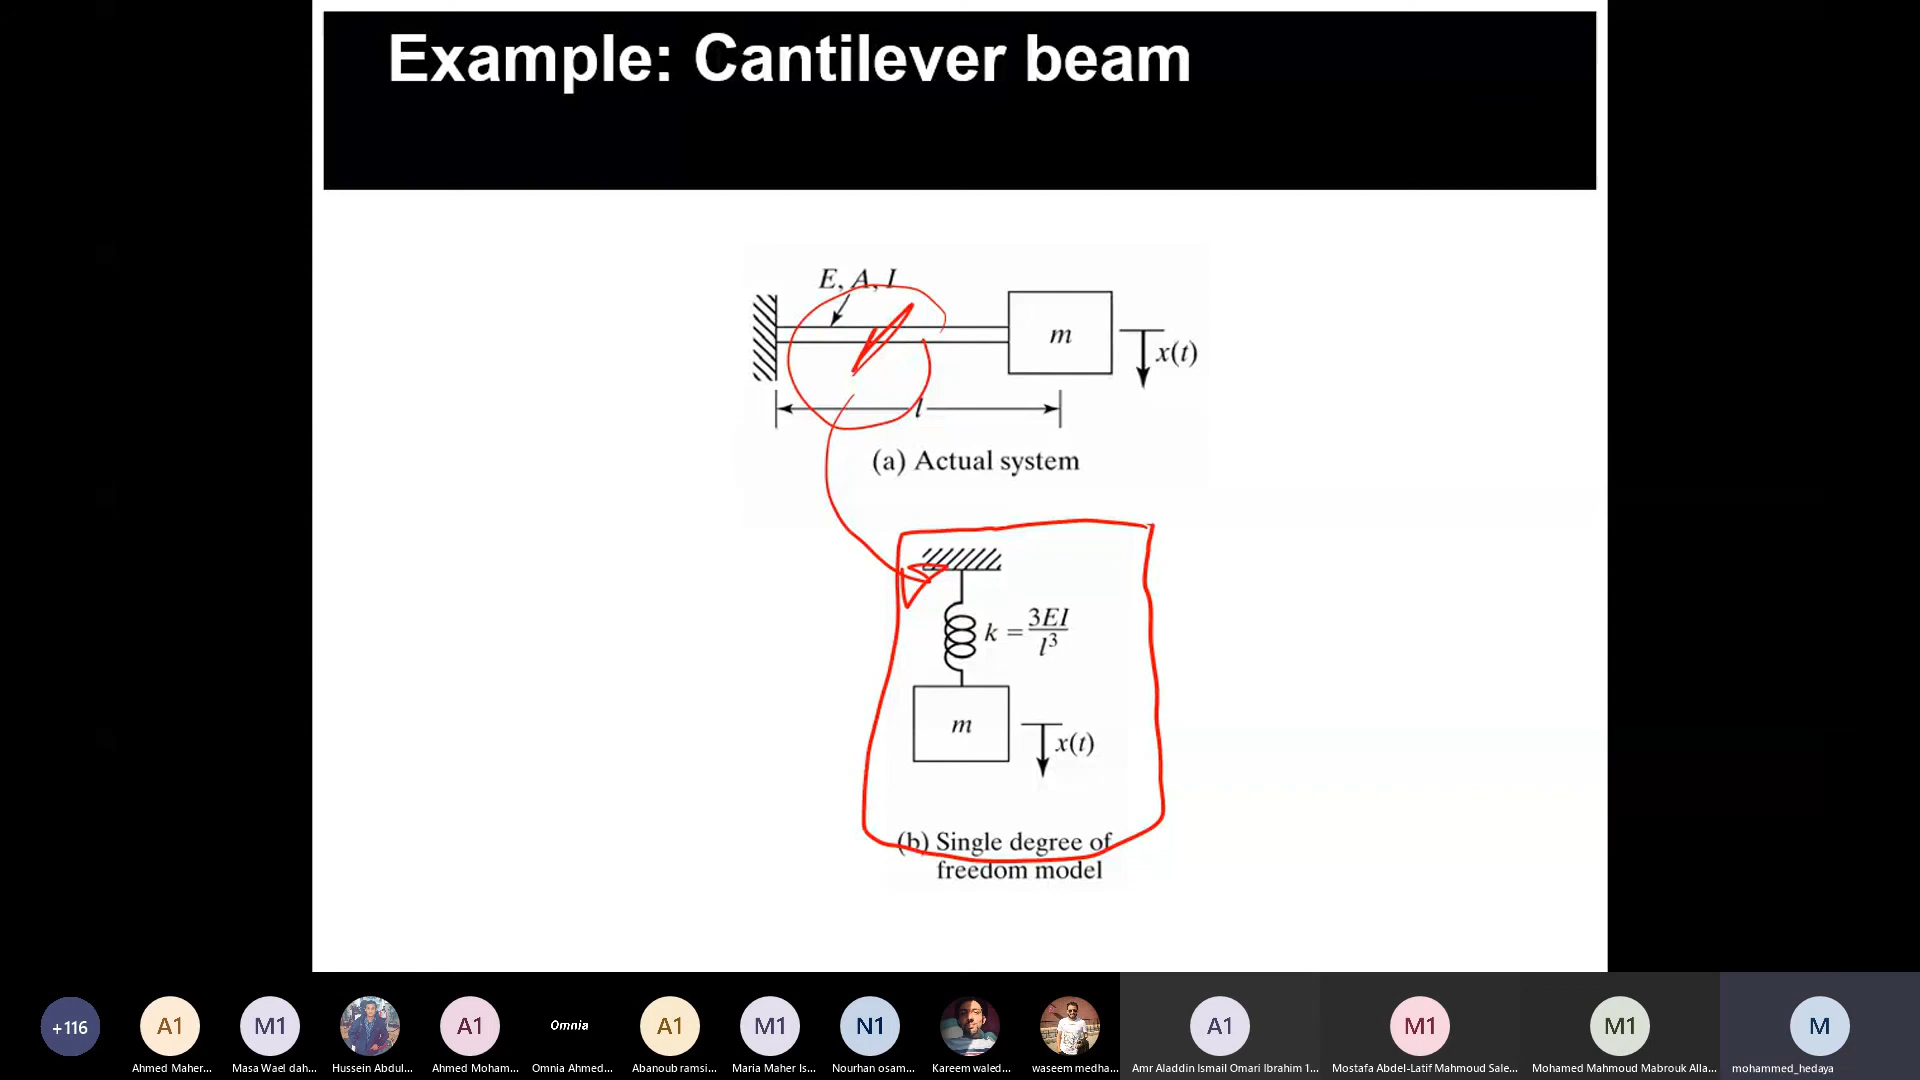 Example: Cantilever beam
E, A, I
m
x(t)
l
(a) Actual system
k = 3EI/l³
m
x(t)
(b) Single degree of
freedom model
+116
A1
M1
A1
Omnia
A1
M1
N1
A1
M1
M1
M
Ahmed Maher...
Masa Wael dah...
Hussein Abdul...
Ahmed Moham...
Omnia Ahmed...
Abanoub ramsi...
Maria Maher Is...
Nourhan osam...
Kareem waled...
waseem medha...
Amr Aladdin Ismail Omari Ibrahim 1...
Mostafa Abdel-Latif Mahmoud Sale...
Mohamed Mahmoud Mabrouk Alla...
mohammed_hedaya